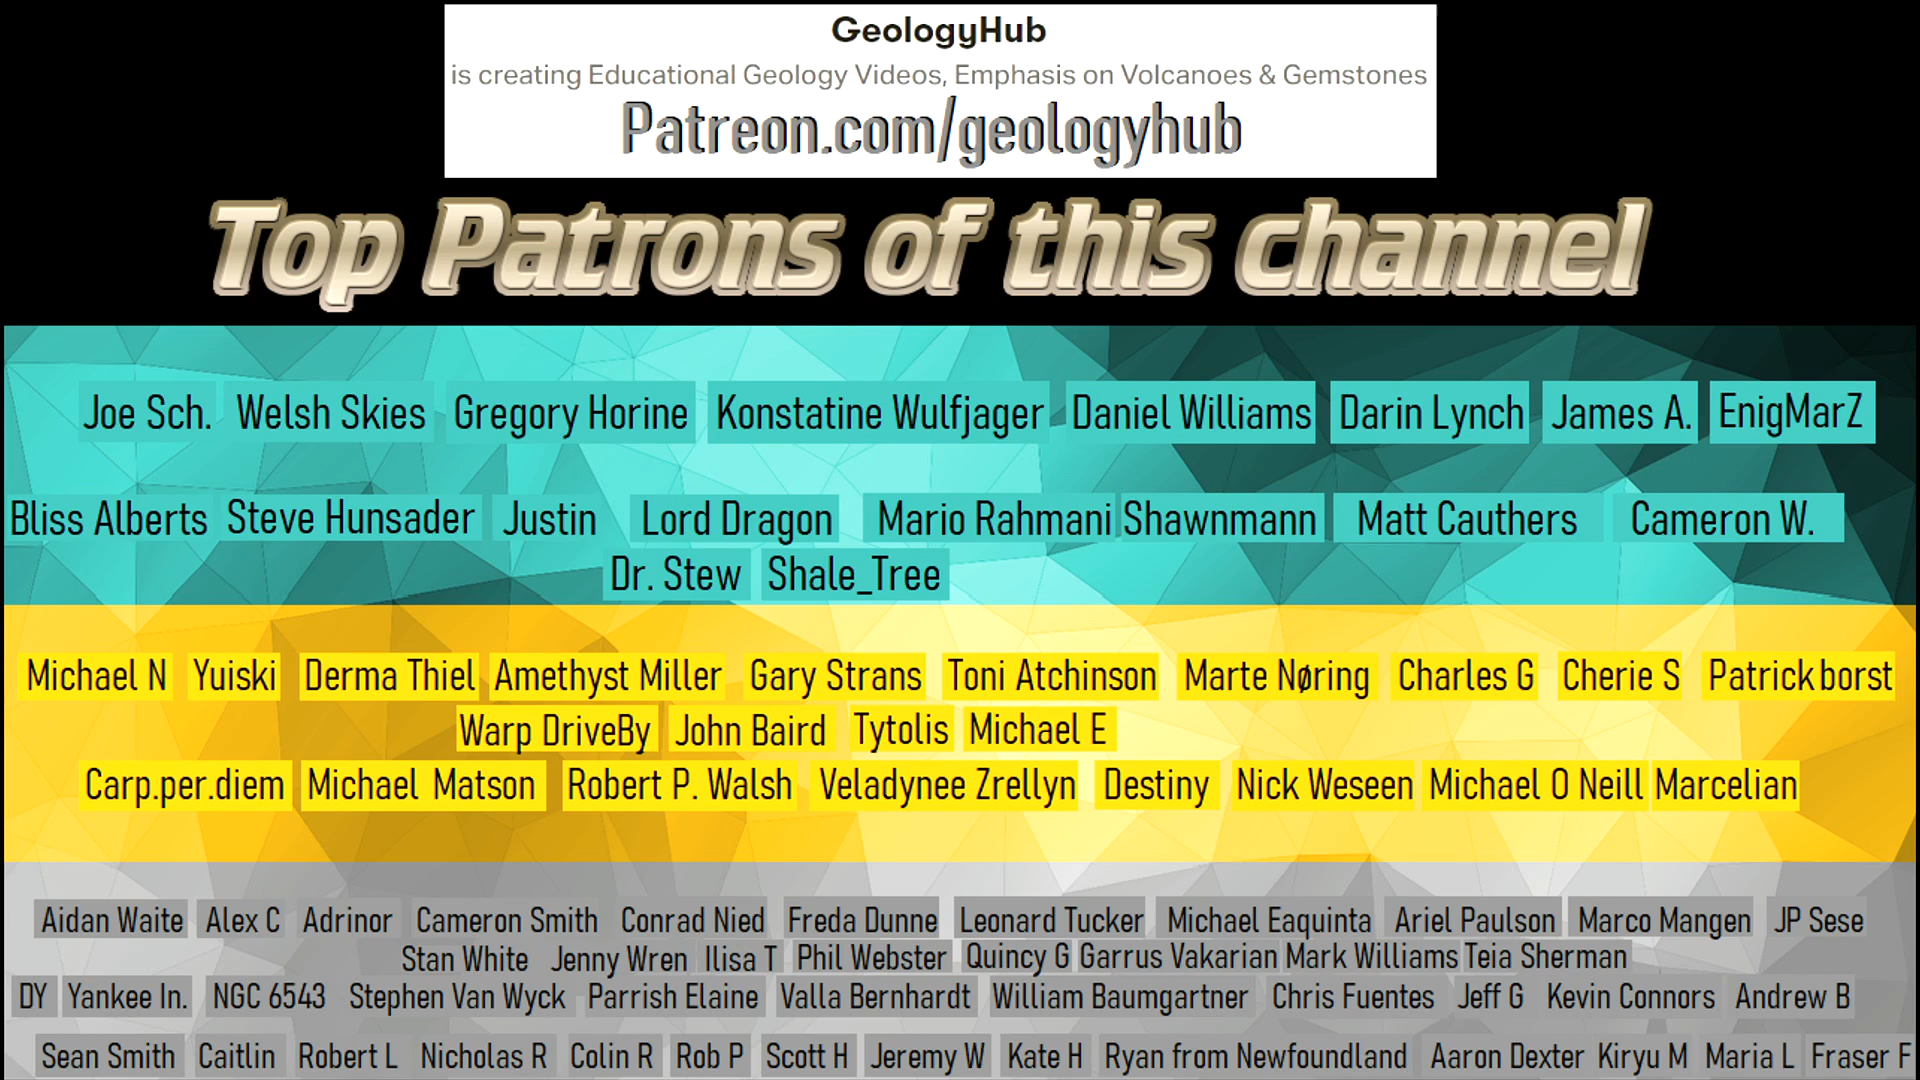 GeologyHub
is creating Educational Geology Videos, Emphasis on Volcanoes & Gemstones
Patreon.com/geologyhub
Top Patrons of this channel
Joe Sch. Welsh Skies Gregory Horine Konstatine Wulfjager Daniel Williams Darin Lynch James A. EnigMarZ
Bliss Alberts Steve Hunsader Justin Lord Dragon Mario Rahmani Shawnmann Matt Cauthers Cameron W.
Dr. Stew Shale_Tree
Michael N Yuiski Derma Thiel Amethyst Miller Gary Strans Toni Atchinson Marte Nøring Charles G Cherie S Patrick borst
Warp DriveBy John Baird Tytolis Michael E
Carp.per.diem Michael Matson Robert P. Walsh Veladynee Zrellyn Destiny Nick Weseen Michael O Neill Marcelian
Aidan Waite Alex C Adrinor Cameron Smith Conrad Nied Freda Dunne Leonard Tucker Michael Eaquinta Ariel Paulson Marco Mangen JP Sese
Stan White Jenny Wren Ilisa T Phil Webster Quincy G Garrus Vakarian Mark Williams Teia Sherman
DY Yankee In. NGC 6543 Stephen Van Wyck Parrish Elaine Valla Bernhardt William Baumgartner Chris Fuentes Jeff G Kevin Connors Andrew B
Sean Smith Caitlin Robert L Nicholas R Colin R Rob P Scott H Jeremy W Kate H Ryan from Newfoundland Aaron Dexter Kiryu M Maria L Fraser F